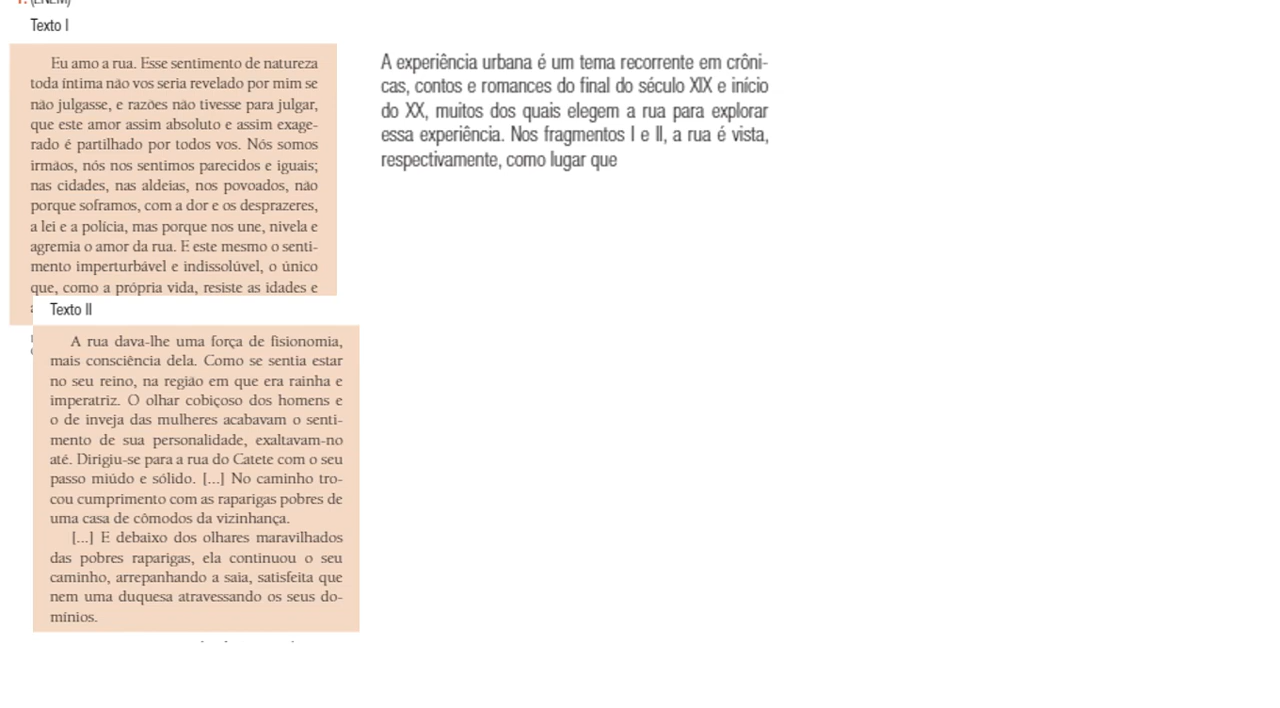 1. (ENEM)
Texto I
Eu amo a rua. Esse sentimento de natureza
toda íntima não vos seria revelado por mim se
não julgasse, e razões não tivesse para julgar,
que este amor assim absoluto e assim exage-
rado é partilhado por todos vos. Nós somos
irmãos, nós nos sentimos parecidos e iguais;
nas cidades, nas aldeias, nos povoados, não
porque soframos, com a dor e os desprazeres,
a lei e a polícia, mas porque nos une, nivela e
agremia o amor da rua. E este mesmo o senti-
mento imperturbável e indissolúvel, o único
que, como a própria vida, resiste as idades e
Texto II
A rua dava-lhe uma força de fisionomia,
mais consciência dela. Como se sentia estar
no seu reino, na região em que era rainha e
imperatriz. O olhar cobiçoso dos homens e
o de inveja das mulheres acabavam o senti-
mento de sua personalidade, exaltavam-no
até. Dirigiu-se para a rua do Catete com o seu
passo miúdo e sólido. [...] No caminho tro-
cou cumprimento com as raparigas pobres de
uma casa de cômodos da vizinhança.
[...] E debaixo dos olhares maravilhados
das pobres raparigas, ela continuou o seu
caminho, arrepanhando a saia, satisfeita que
nem uma duquesa atravessando os seus do-
mínios.
A experiência urbana é um tema recorrente em crôni-
cas, contos e romances do final do século XIX e início
do XX, muitos dos quais elegem a rua para explorar
essa experiência. Nos fragmentos I e II, a rua é vista,
respectivamente, como lugar que